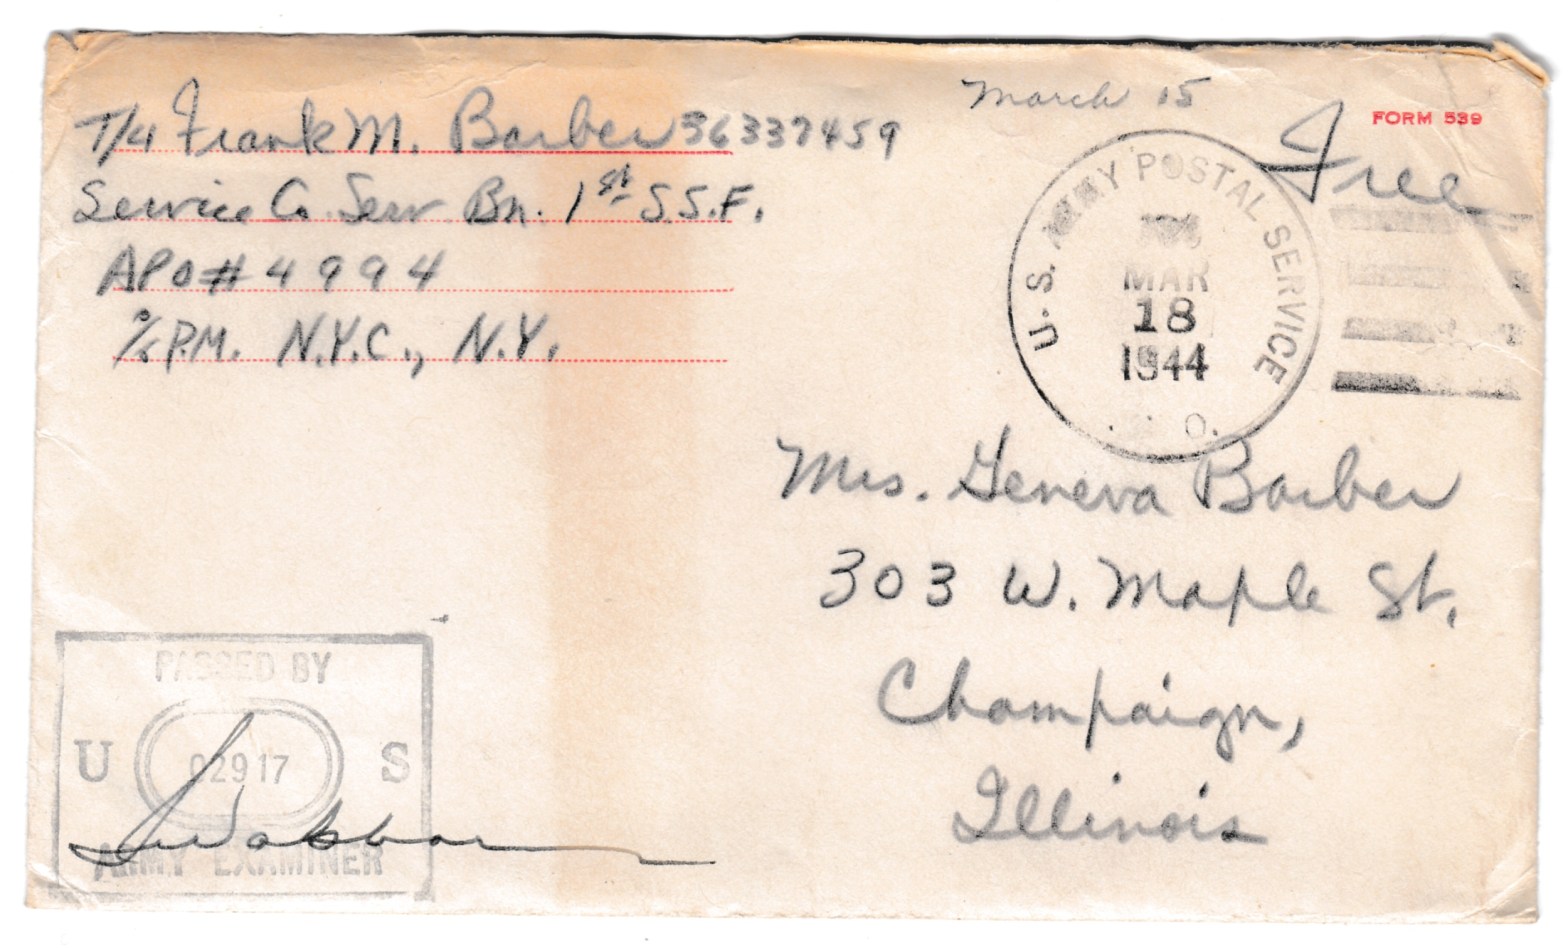 March 15
T/4 Frank M. Barber 36337459
FORM 539
Free
Service Co. Serv. Bn. 1st S.S.F.
APO# 4994
c/o P.M. N.Y.C., N.Y.
U.S. ARMY POSTAL SERVICE
MAR
18
1944
O.
Mrs. Geneva Barber
303 W. Maple St.
Champaign,
Illinois
PASSED BY
U 02917 S
ARMY EXAMINER